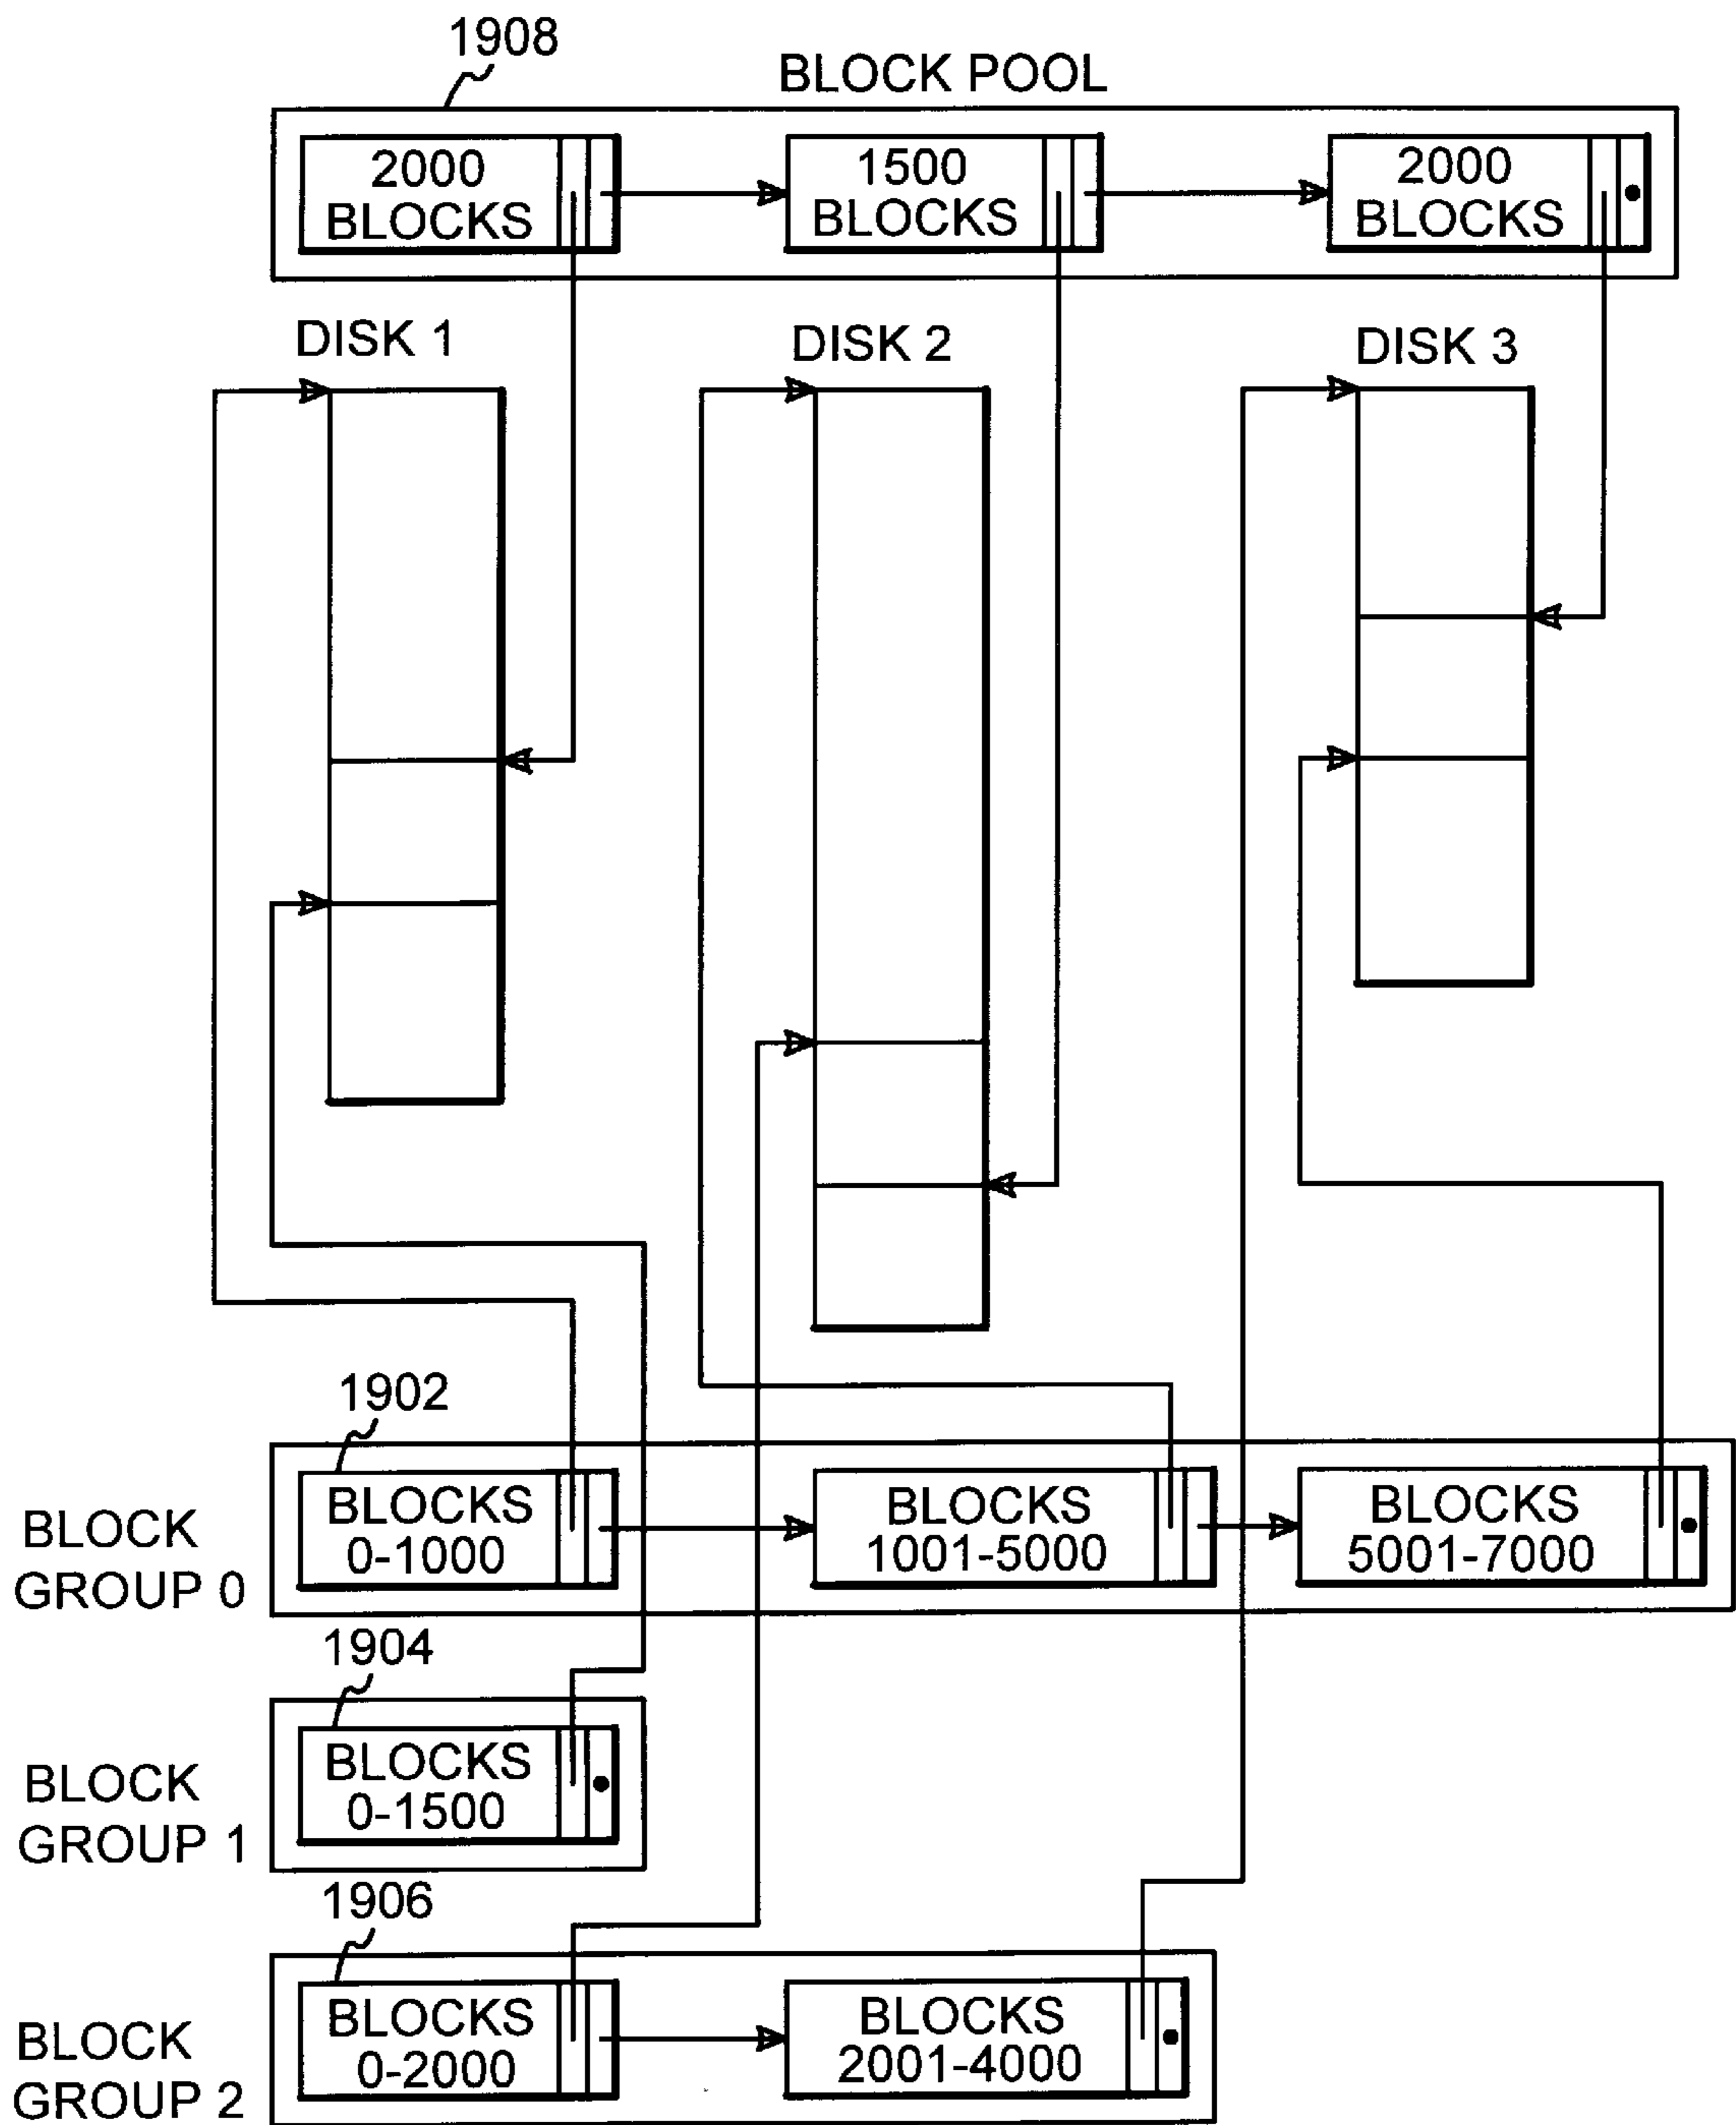 1908
BLOCK POOL
2000
BLOCKS
1500
BLOCKS
2000
BLOCKS
DISK 1
DISK 2
DISK 3
1902
BLOCK
GROUP 0
BLOCKS
0-1000
BLOCKS
1001-5000
BLOCKS
5001-7000
1904
BLOCK
GROUP 1
BLOCKS
0-1500
1906
BLOCK
GROUP 2
BLOCKS
0-2000
BLOCKS
2001-4000